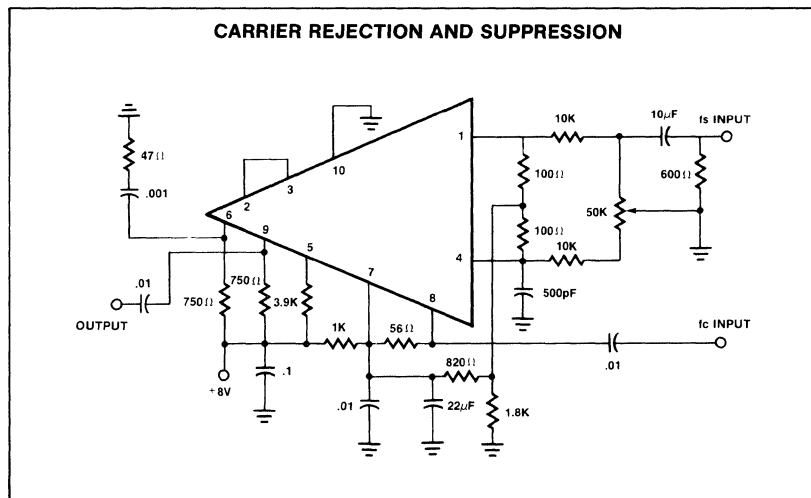 CARRIER REJECTION AND SUPPRESSION
10K
10µF
fs INPUT
1
47Ω
10
100Ω
600Ω
.001
3
2
50K
6
100Ω
9
10K
5
4
.01
7
500pF
750Ω
750Ω
3.9K
8
OUTPUT
1K
56Ω
fc INPUT
820Ω
.01
.1
+8V
.01
22µF
1.8K